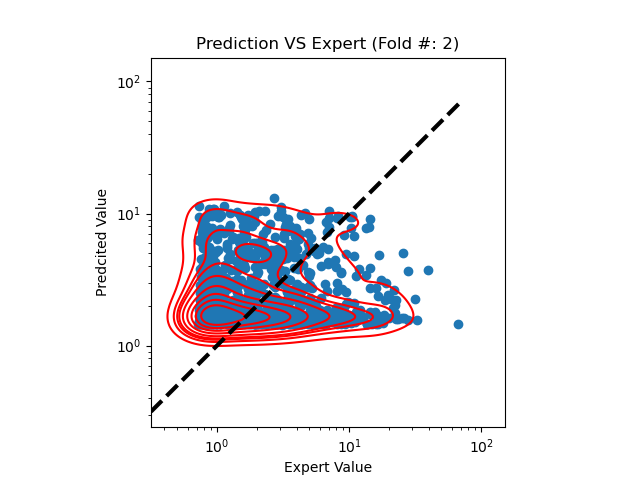 Prediction VS Expert (Fold #: 2)
10²
10¹
10⁰
Predcited Value
10⁰ 10¹ 10²
Expert Value